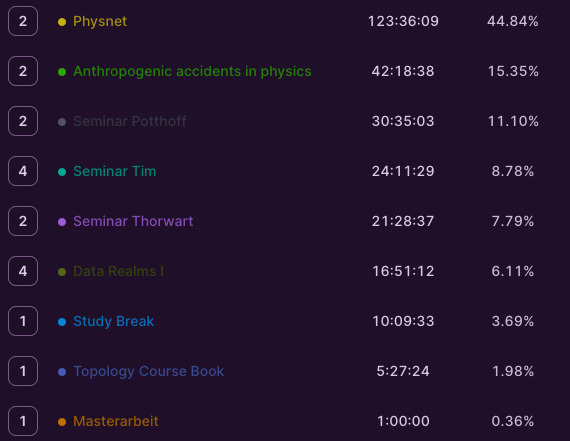 2 Physnet 123:36:09 44.84%
2 Anthropogenic accidents in physics 42:18:38 15.35%
2 Seminar Potthoff 30:35:03 11.10%
4 Seminar Tim 24:11:29 8.78%
2 Seminar Thorwart 21:28:37 7.79%
4 Data Realms I 16:51:12 6.11%
1 Study Break 10:09:33 3.69%
1 Topology Course Book 5:27:24 1.98%
1 Masterarbeit 1:00:00 0.36%